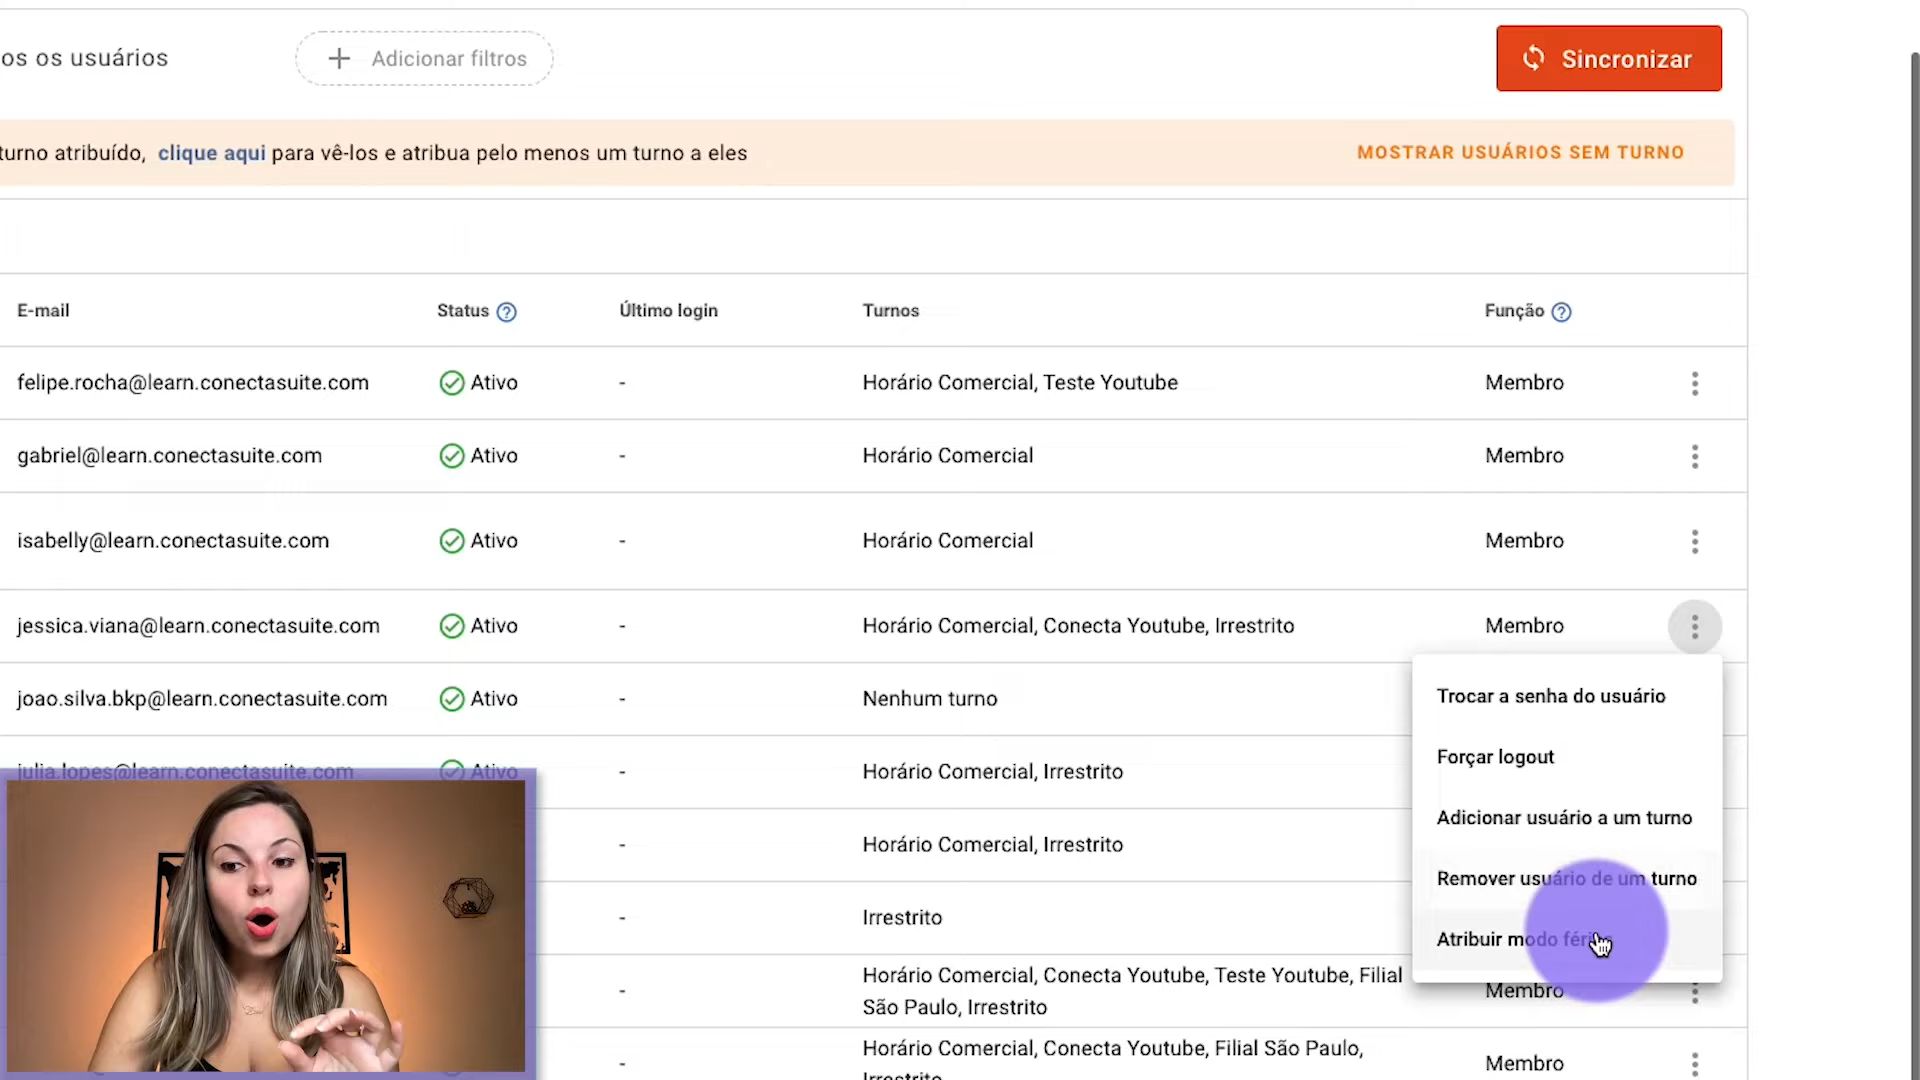 os os usuários
Adicionar filtros
Sincronizar
turno atribuído, clique aqui para vê-los e atribua pelo menos um turno a eles
MOSTRAR USUÁRIOS SEM TURNO
E-mail Status Último login Turnos Função
felipe.rocha@learn.conectasuite.com Ativo - Horário Comercial, Teste Youtube Membro
gabriel@learn.conectasuite.com Ativo - Horário Comercial Membro
isabelly@learn.conectasuite.com Ativo - Horário Comercial Membro
jessica.viana@learn.conectasuite.com Ativo - Horário Comercial, Conecta Youtube, Irrestrito Membro
joao.silva.bkp@learn.conectasuite.com Ativo - Nenhum turno
julia.lopes@learn.conectasuite.com Ativo - Horário Comercial, Irrestrito
- Horário Comercial, Irrestrito
- Irrestrito
- Horário Comercial, Conecta Youtube, Teste Youtube, Filial
São Paulo, Irrestrito
Membro
- Horário Comercial, Conecta Youtube, Filial São Paulo,
Irrestrito
Membro
Trocar a senha do usuário
Forçar logout
Adicionar usuário a um turno
Remover usuário de um turno
Atribuir modo férias